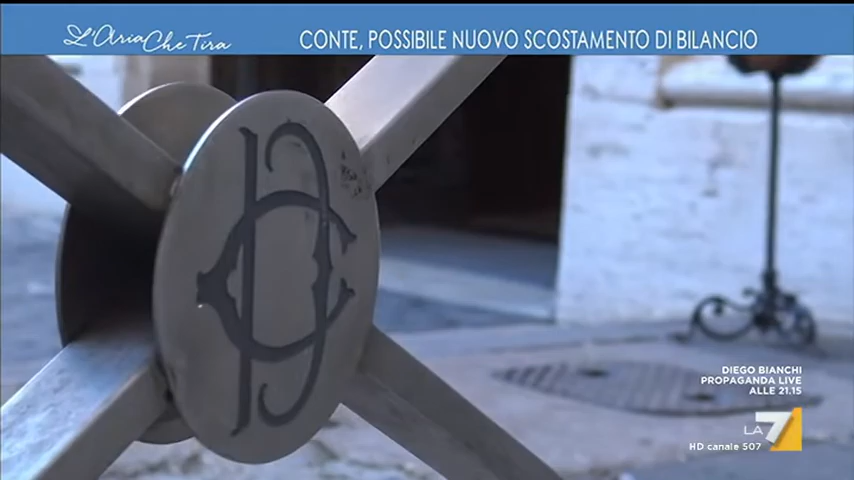 L'Aria Che Tira
CONTE, POSSIBILE NUOVO SCOSTAMENTO DI BILANCIO
DIEGO BIANCHI
PROPAGANDA LIVE
ALLE 21.15
LA 7
HD canale 507